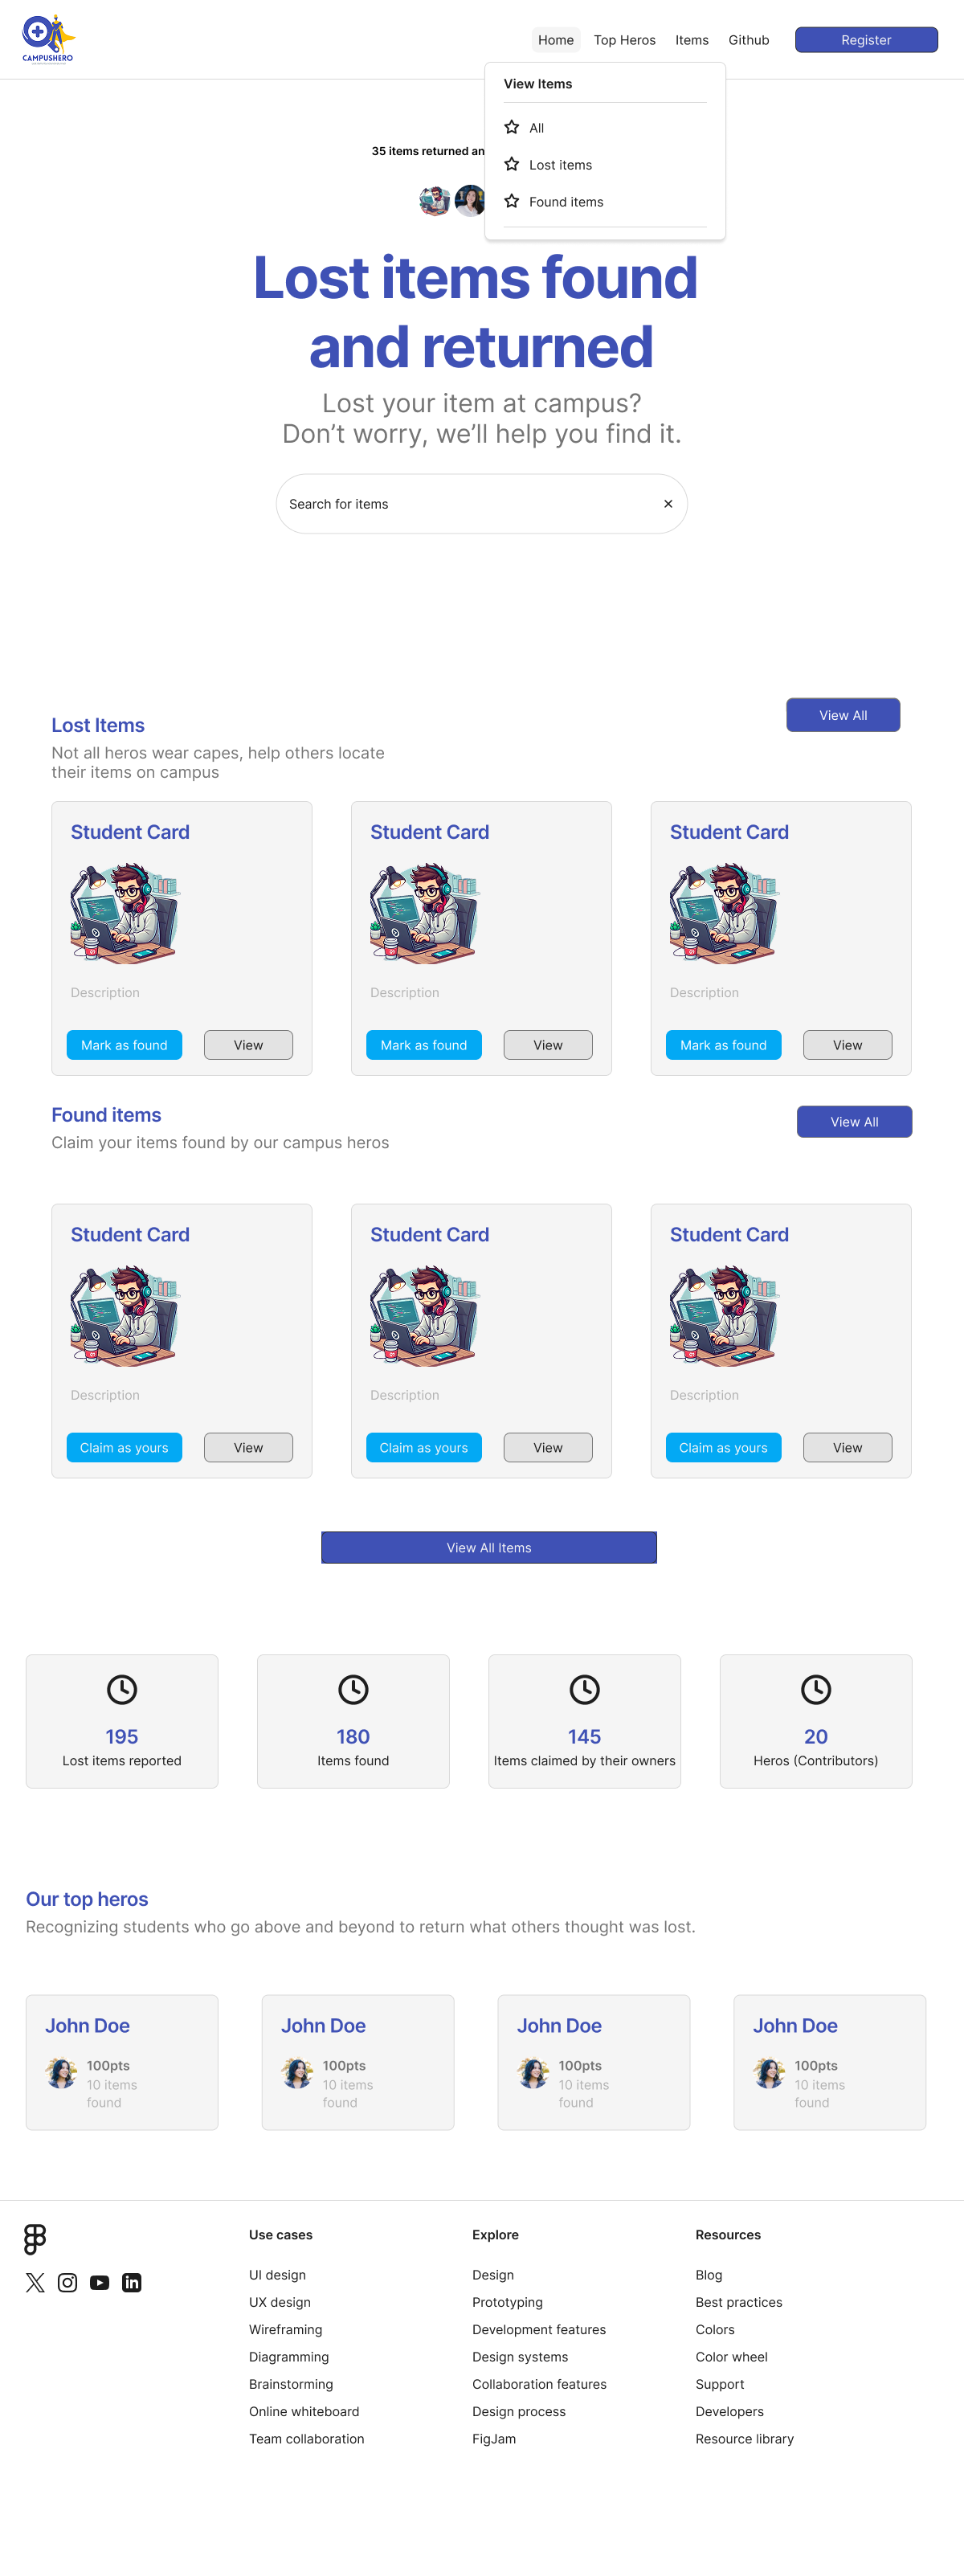 CAMPUSHERO
Home
Top Heros
Items
Github
Register
View Items
All
Lost items
Found items
35 items returned an
Lost items found
and returned
Lost your item at campus?
Don’t worry, we’ll help you find it.
Search for items
Lost Items
View All
Not all heros wear capes, help others locate
their items on campus
Student Card
Student Card
Student Card
Description
Description
Description
Mark as found
View
Mark as found
View
Mark as found
View
Found items
View All
Claim your items found by our campus heros
Student Card
Student Card
Student Card
Description
Description
Description
Claim as yours
View
Claim as yours
View
Claim as yours
View
View All Items
195
Lost items reported
180
Items found
145
Items claimed by their owners
20
Heros (Contributors)
Our top heros
Recognizing students who go above and beyond to return what others thought was lost.
John Doe
100pts
10 items
found
John Doe
100pts
10 items
found
John Doe
100pts
10 items
found
John Doe
100pts
10 items
found
Use cases
UI design
UX design
Wireframing
Diagramming
Brainstorming
Online whiteboard
Team collaboration
Explore
Design
Prototyping
Development features
Design systems
Collaboration features
Design process
FigJam
Resources
Blog
Best practices
Colors
Color wheel
Support
Developers
Resource library